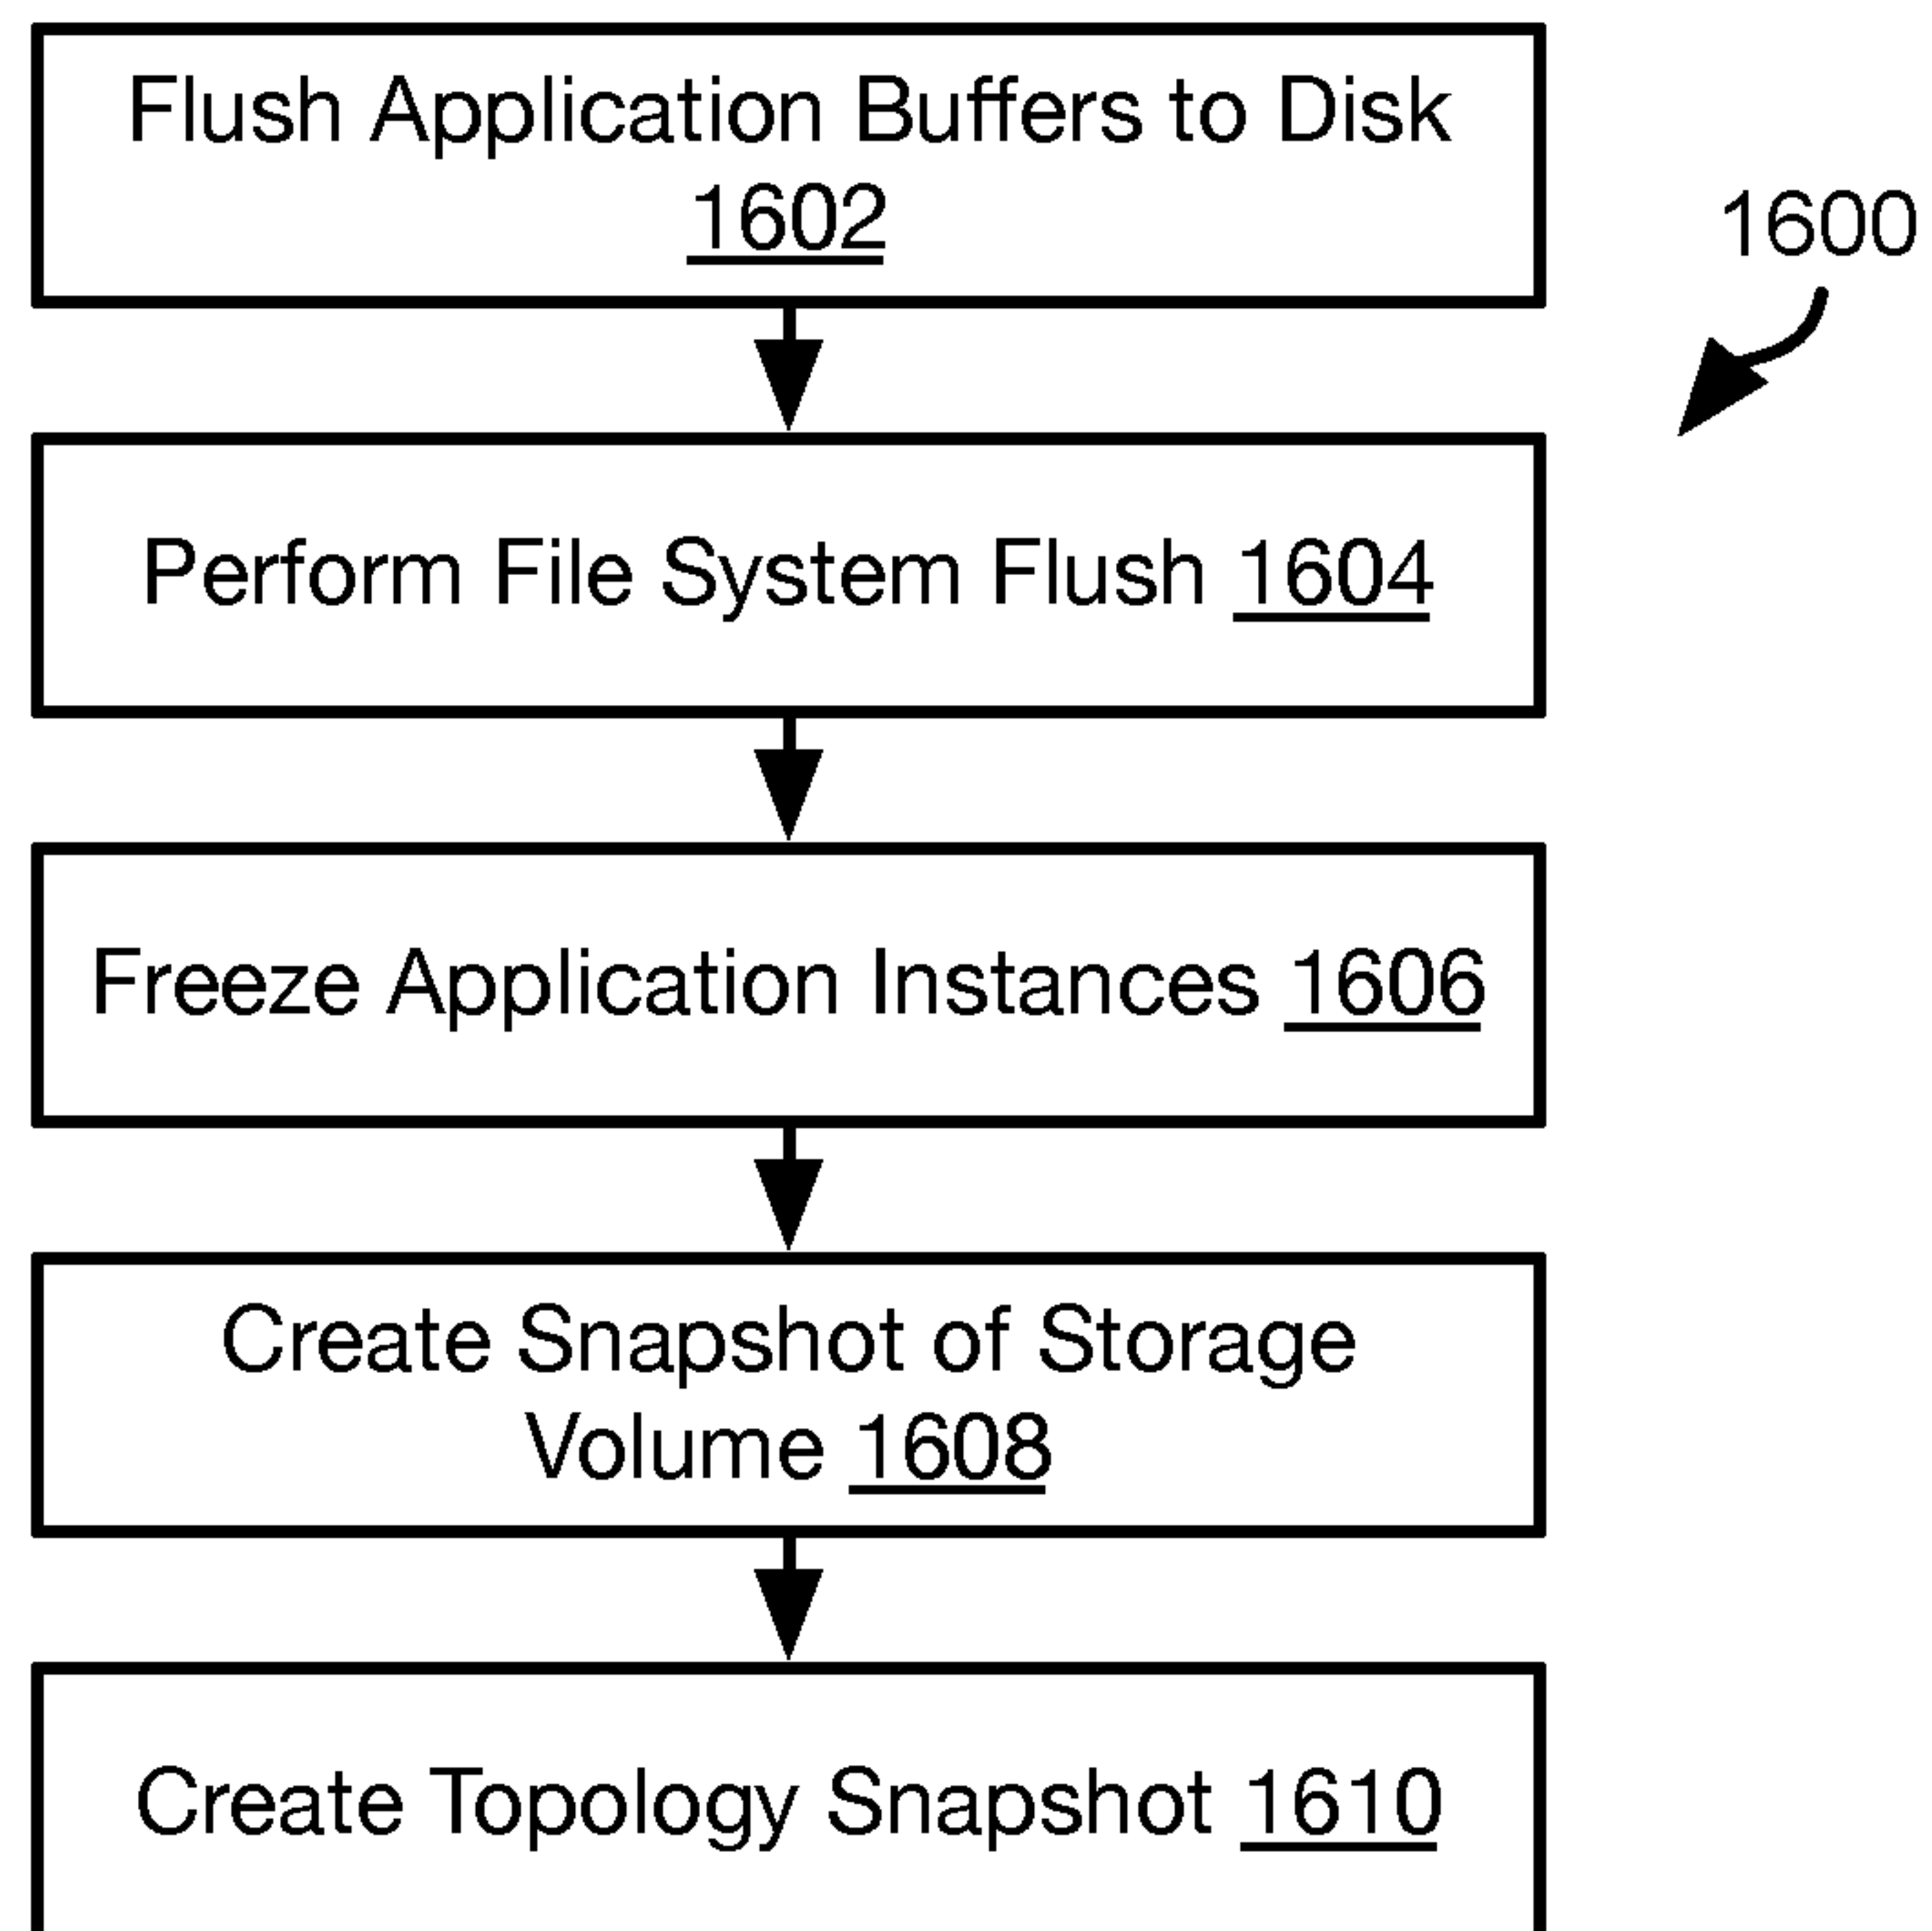 Flush Application Buffers to Disk
1602
1600
Perform File System Flush 1604
Freeze Application Instances 1606
Create Snapshot of Storage
Volume 1608
Create Topology Snapshot 1610